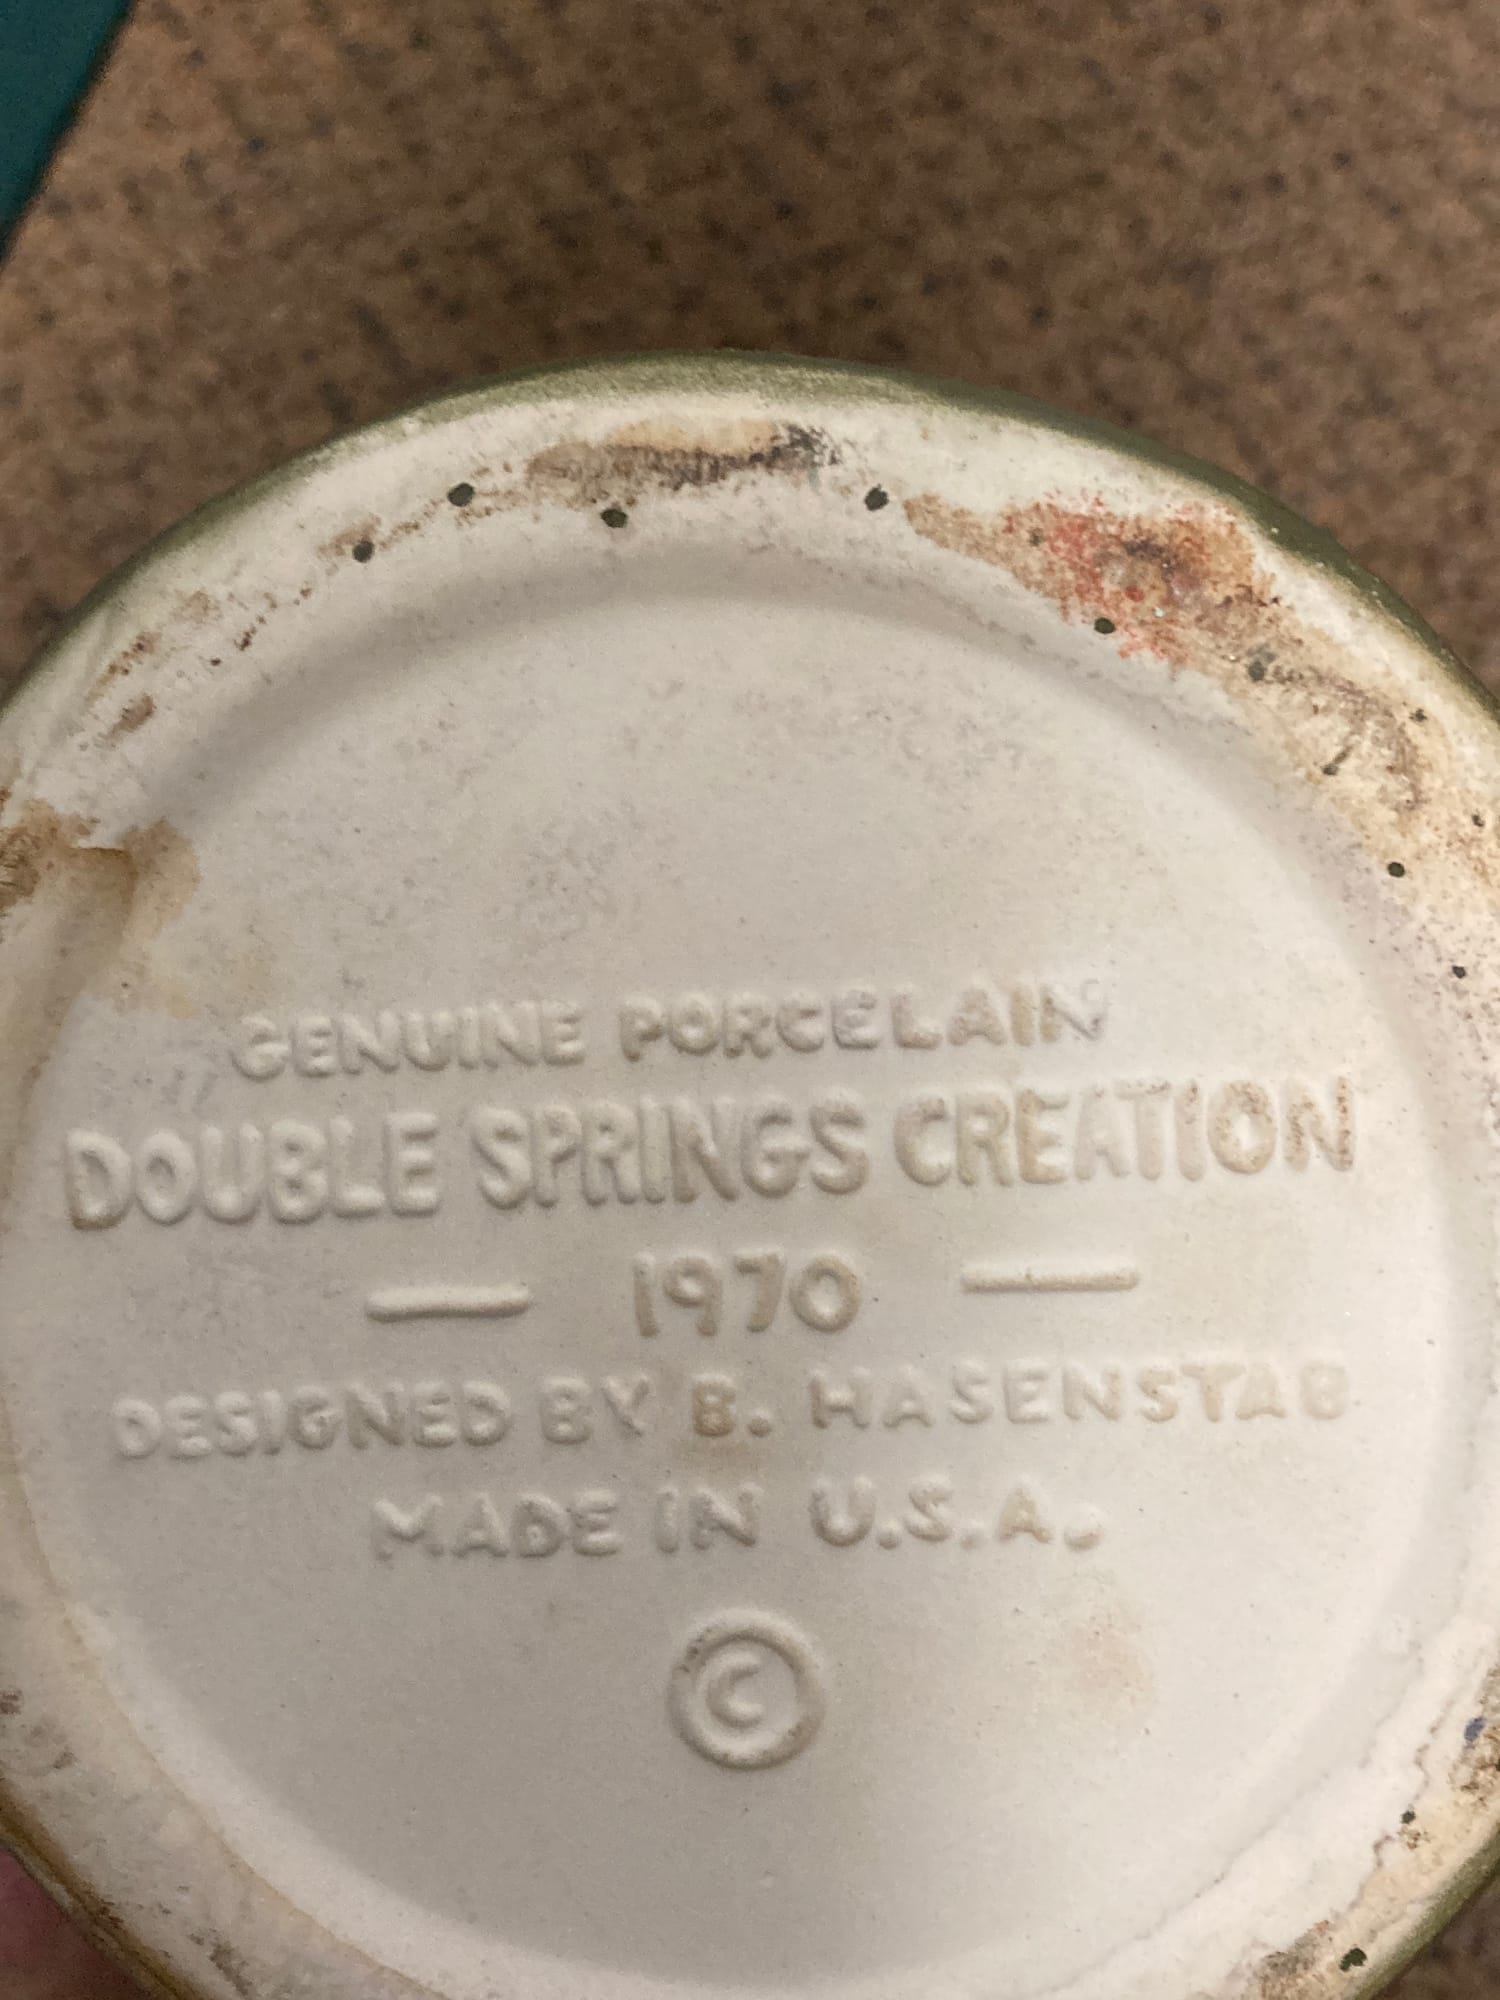 GENUINE PORCELAIN
DOUBLE SPRINGS CREATION
— 1970 —
DESIGNED BY B. HASENSTAB
MADE IN U.S.A.
©